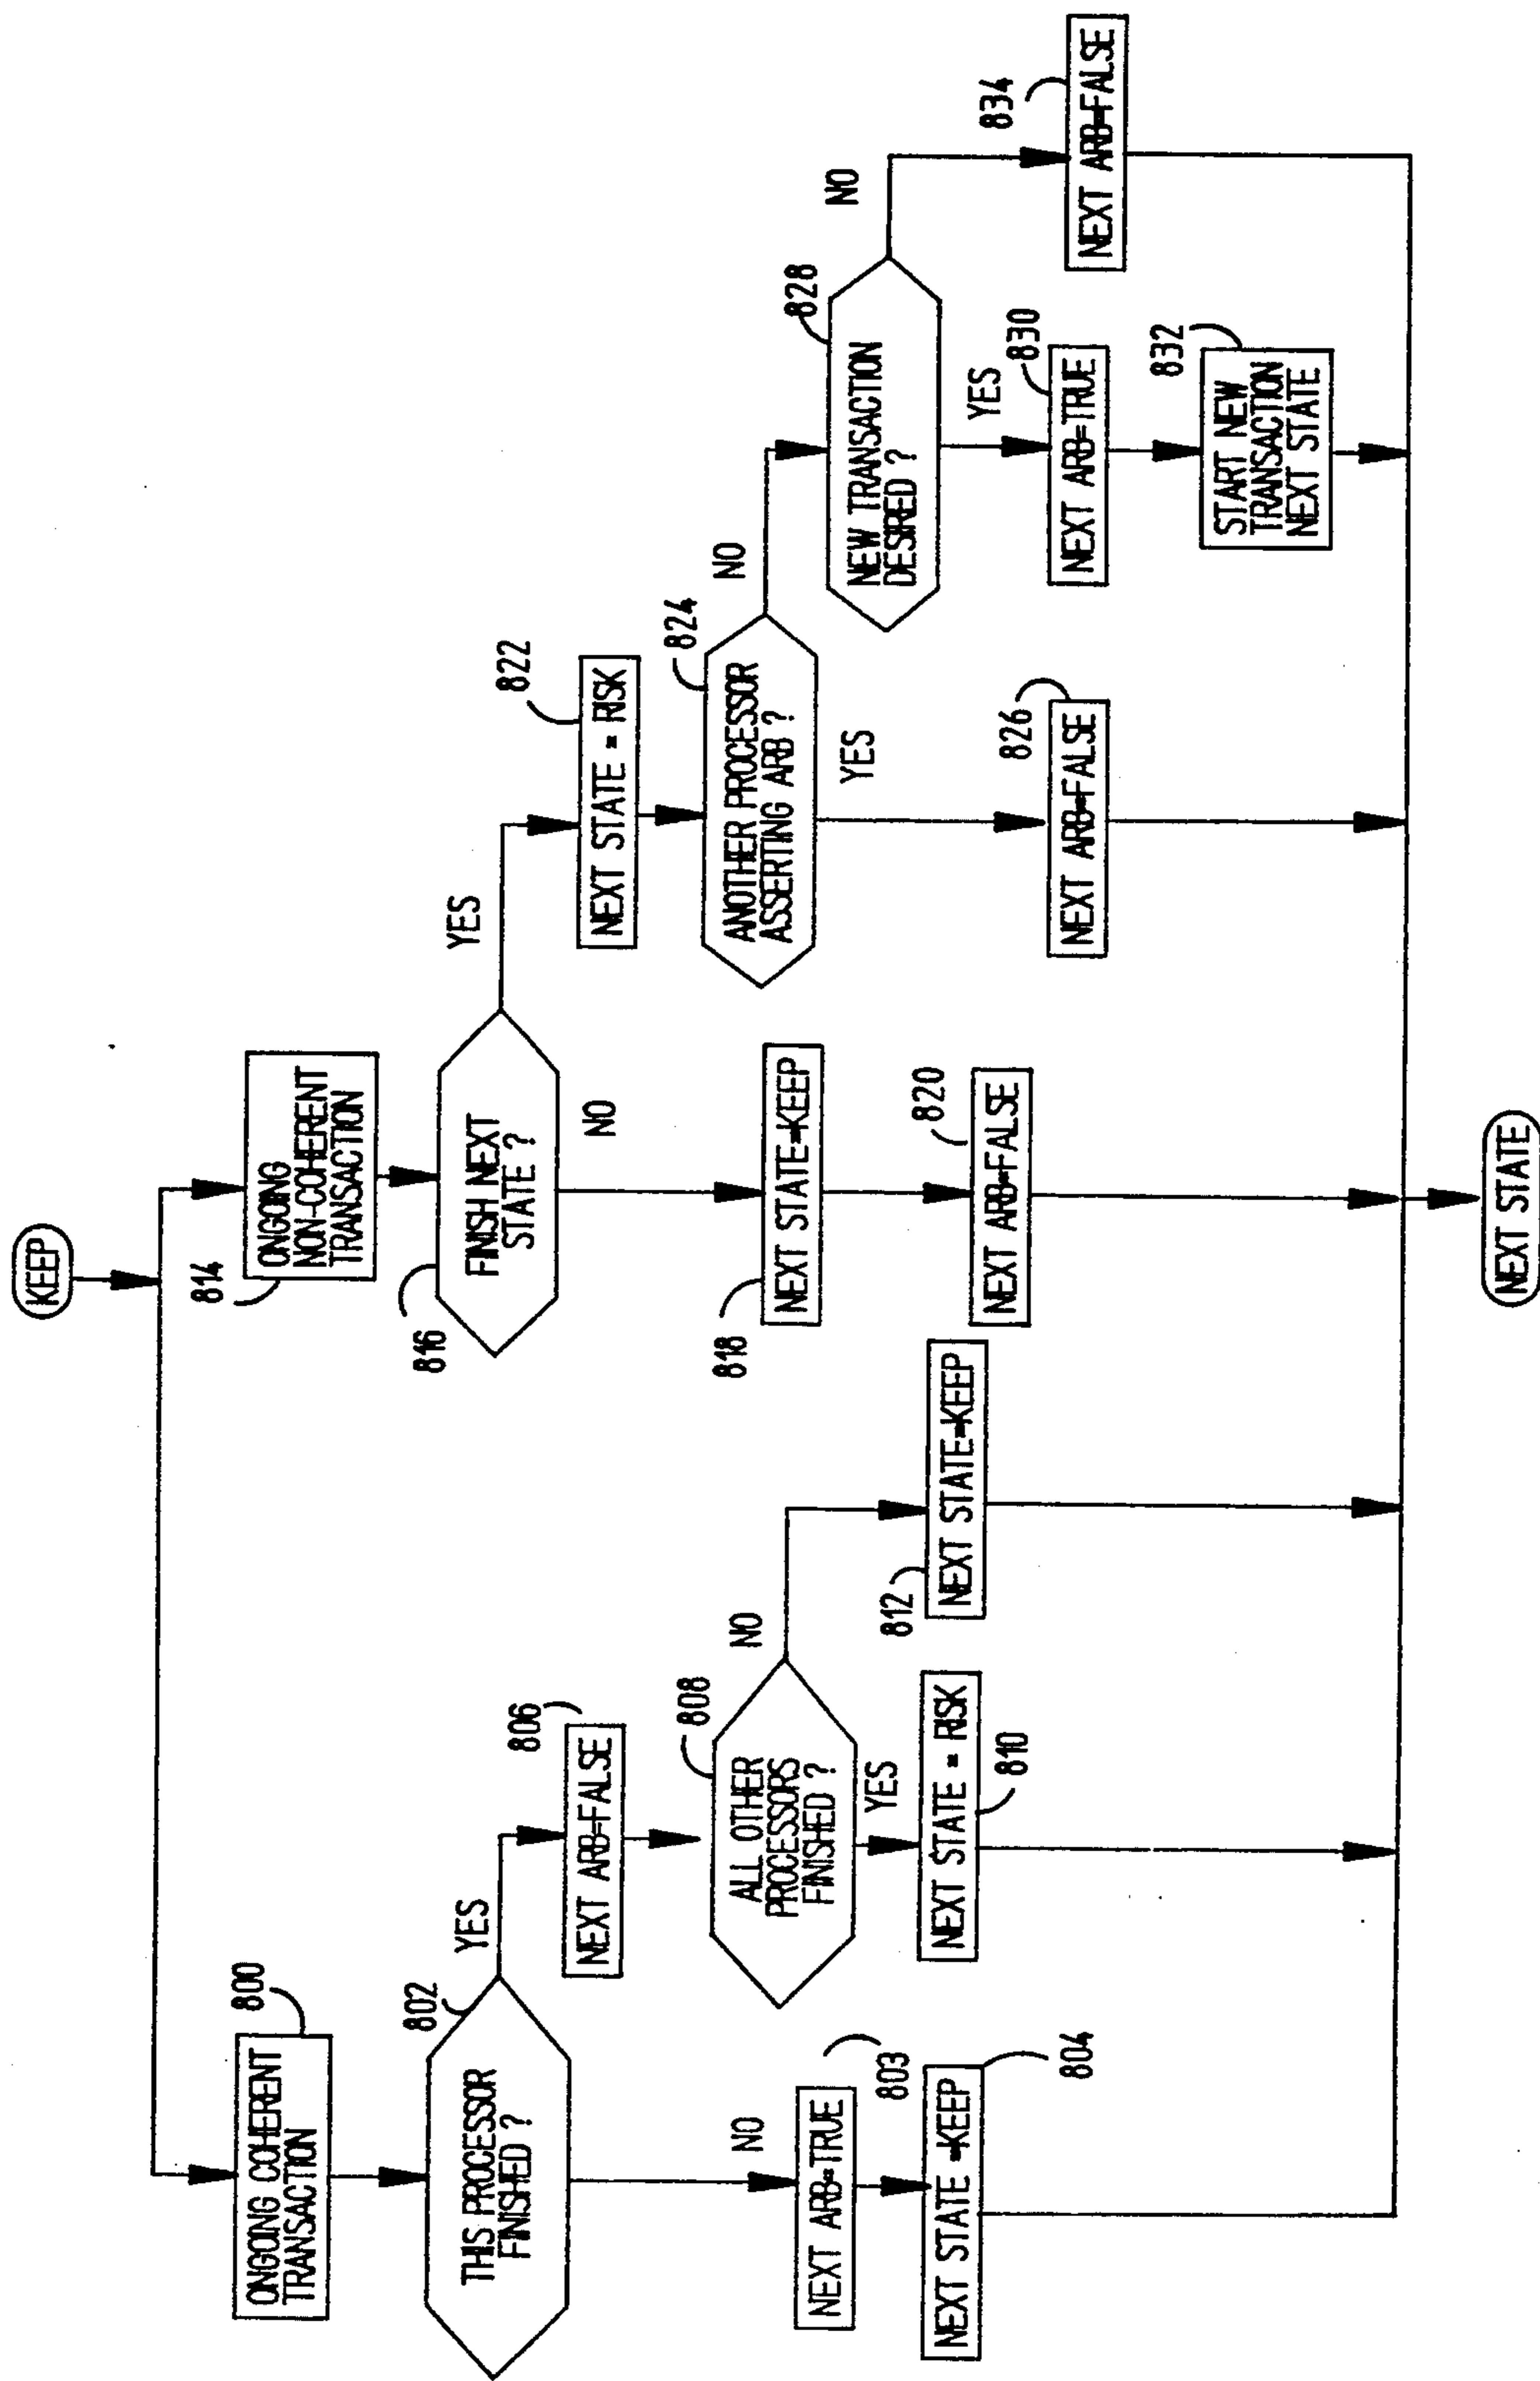 KEEP
ONGOING COHERENT
TRANSACTION
800
THIS PROCESSOR
FINISHED ?
802
YES
NO
NEXT ARB=TRUE
803
NEXT STATE =KEEP
804
NEXT ARB=FALSE
806
ALL OTHER
PROCESSORS
FINISHED ?
808
NO
YES
NEXT STATE = RISK
810
NEXT STATE=KEEP
812
ONGOING
NON-COHERENT
TRANSACTION
814
FINISH NEXT
STATE ?
816
YES
NO
NEXT STATE=KEEP
818
NEXT ARB=FALSE
820
NEXT STATE = RISK
822
ANOTHER PROCESSOR
ASSERTING ARB ?
824
NO
YES
NEXT ARB=FALSE
826
NEW TRANSACTION
DESIRED ?
828
NO
YES
NEXT ARB=TRUE
830
START NEW
TRANSACTION
NEXT STATE
832
NEXT ARB=FALSE
834
NEXT STATE